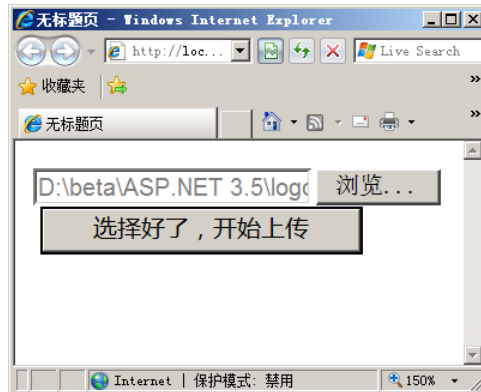 无标题页 - Windows Internet Explorer
http://loc... Live Search
收藏夹
无标题页
D:\beta\ASP.NET 3.5\logo 浏览...
选择好了，开始上传
Internet | 保护模式: 禁用 150%